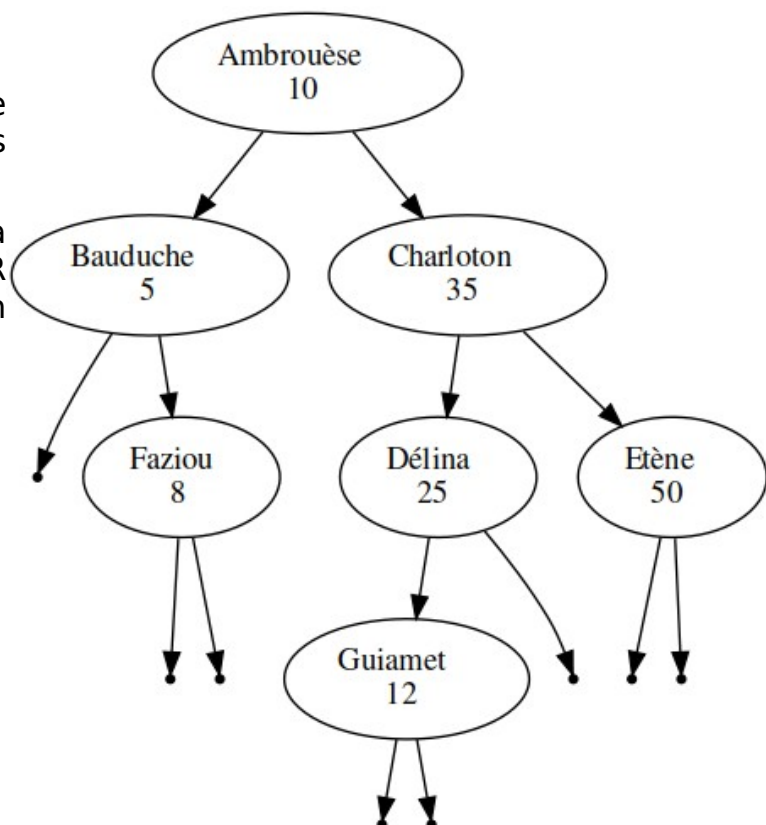 Ambrouèse
10
e
s
a
R
n
Bauduche
5
Charloton
35
Faziou
8
Délina
25
Etène
50
Guiamet
12